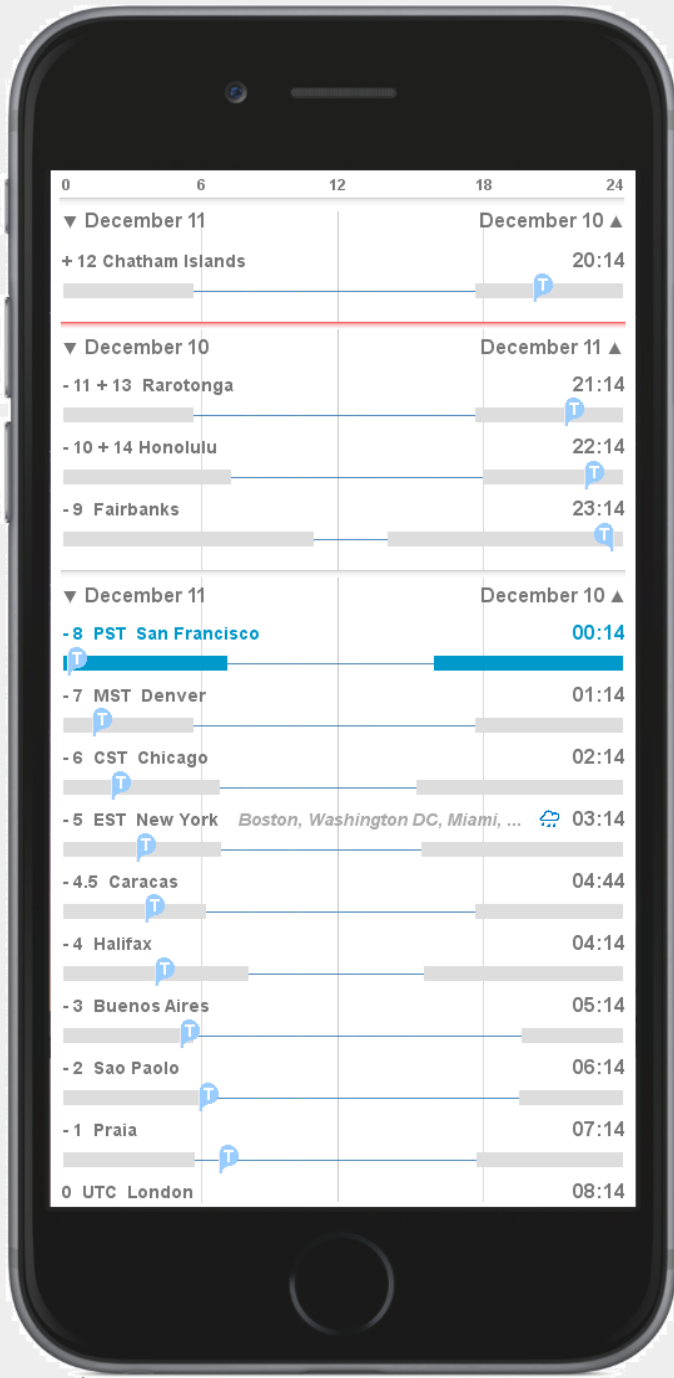 0 6 12 18 24
▼ December 11 December 10 ▲
+ 12 Chatham Islands 20:14
T
▼ December 10 December 11 ▲
- 11 + 13 Rarotonga 21:14
T
- 10 + 14 Honolulu 22:14
T
- 9 Fairbanks 23:14
T
▼ December 11 December 10 ▲
- 8 PST San Francisco 00:14
T
- 7 MST Denver 01:14
T
- 6 CST Chicago 02:14
T
- 5 EST New York Boston, Washington DC, Miami, ... 03:14
T
- 4.5 Caracas 04:44
T
- 4 Halifax 04:14
T
- 3 Buenos Aires 05:14
T
- 2 Sao Paolo 06:14
T
- 1 Praia 07:14
T
0 UTC London 08:14